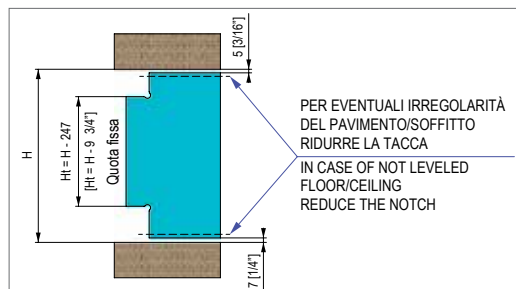 5 [3/16"]
H
Ht = H - 247
[Ht = H - 9 3/4"]
Quota fissa
PER EVENTUALI IRREGOLARITÀ
DEL PAVIMENTO/SOFFITTO
RIDURRE LA TACCA
IN CASE OF NOT LEVELED
FLOOR/CEILING
REDUCE THE NOTCH
7 [1/4"]